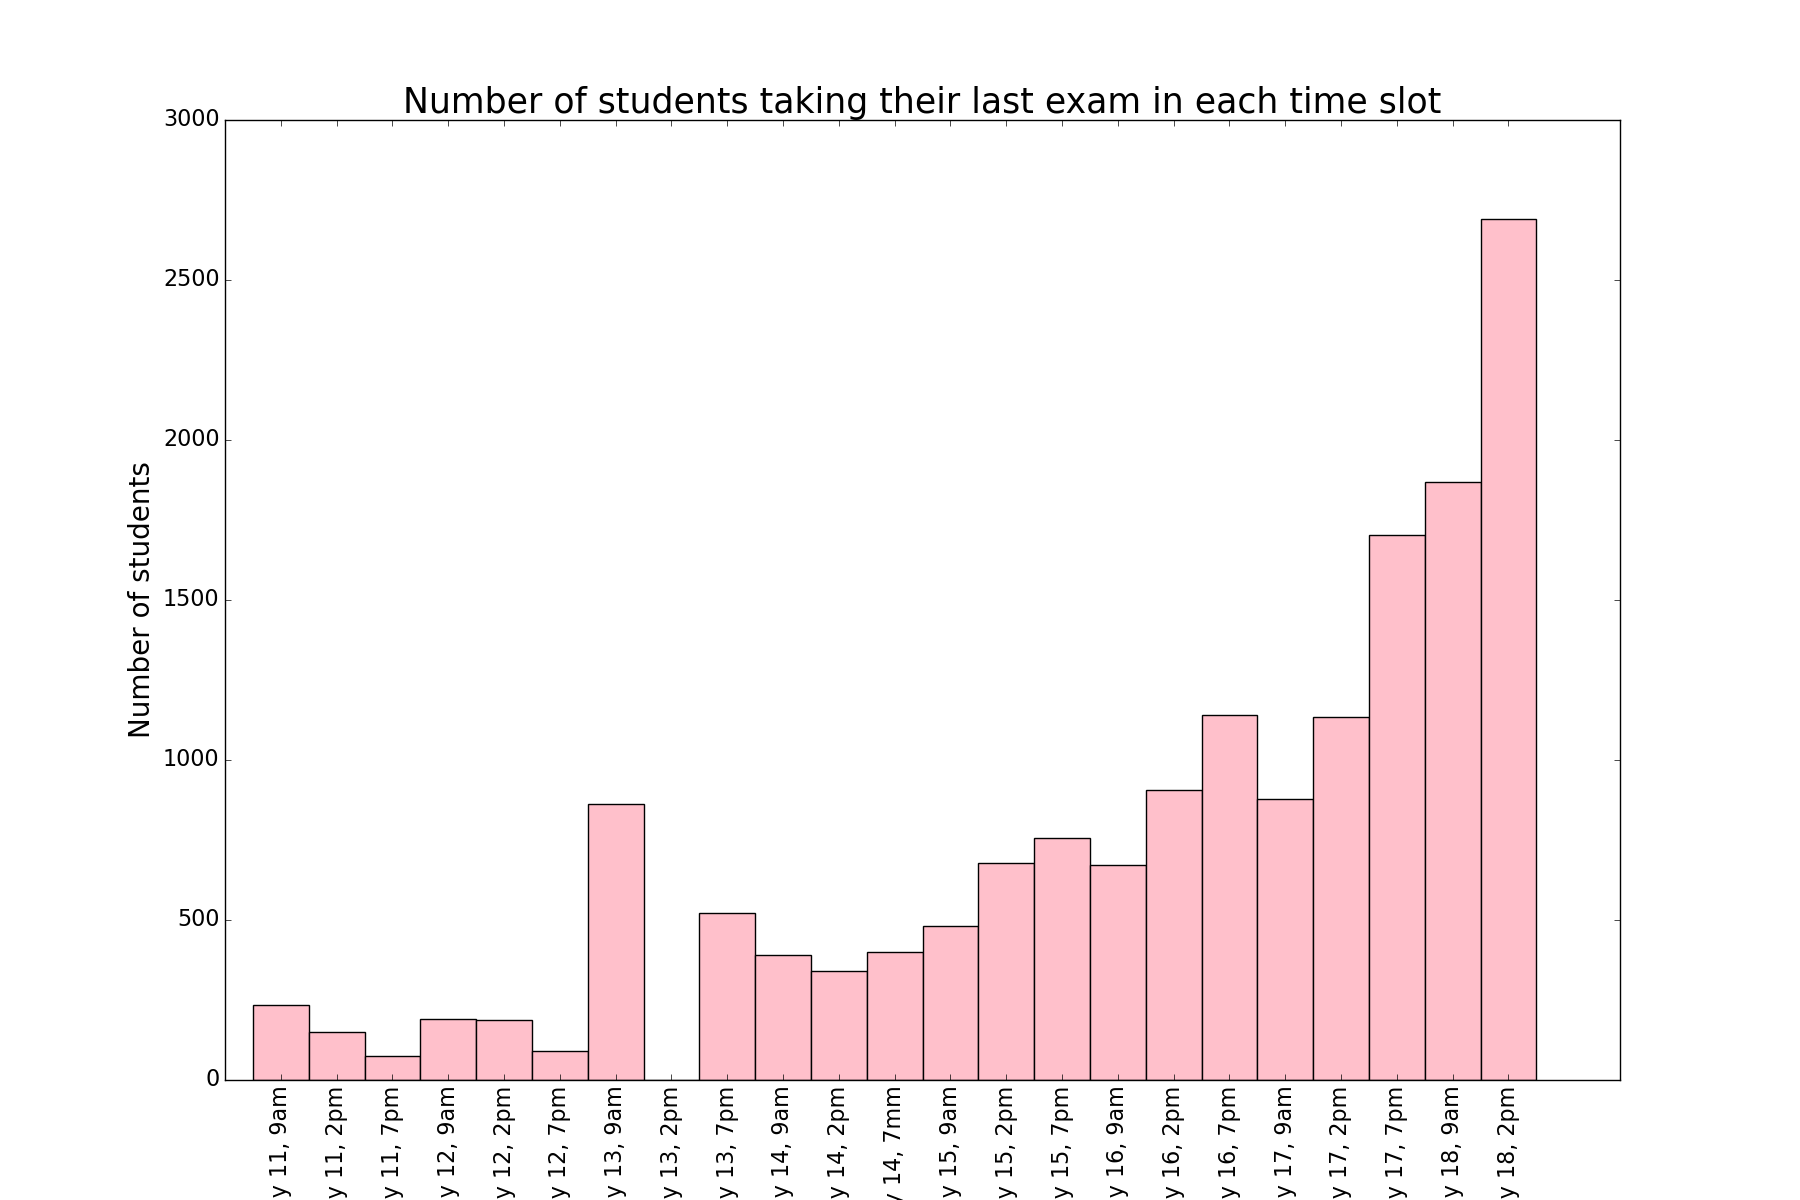 Number of students taking their last exam in each time slot
3000
2500
2000
1500
1000
500
0
Number of students
y 11, 9am
y 11, 2pm
y 11, 7pm
y 12, 9am
y 12, 2pm
y 12, 7pm
y 13, 9am
y 13, 2pm
y 13, 7pm
y 14, 9am
y 14, 2pm
y 14, 7mm
y 15, 9am
y 15, 2pm
y 15, 7pm
y 16, 9am
y 16, 2pm
y 16, 7pm
y 17, 9am
y 17, 2pm
y 17, 7pm
y 18, 9am
y 18, 2pm